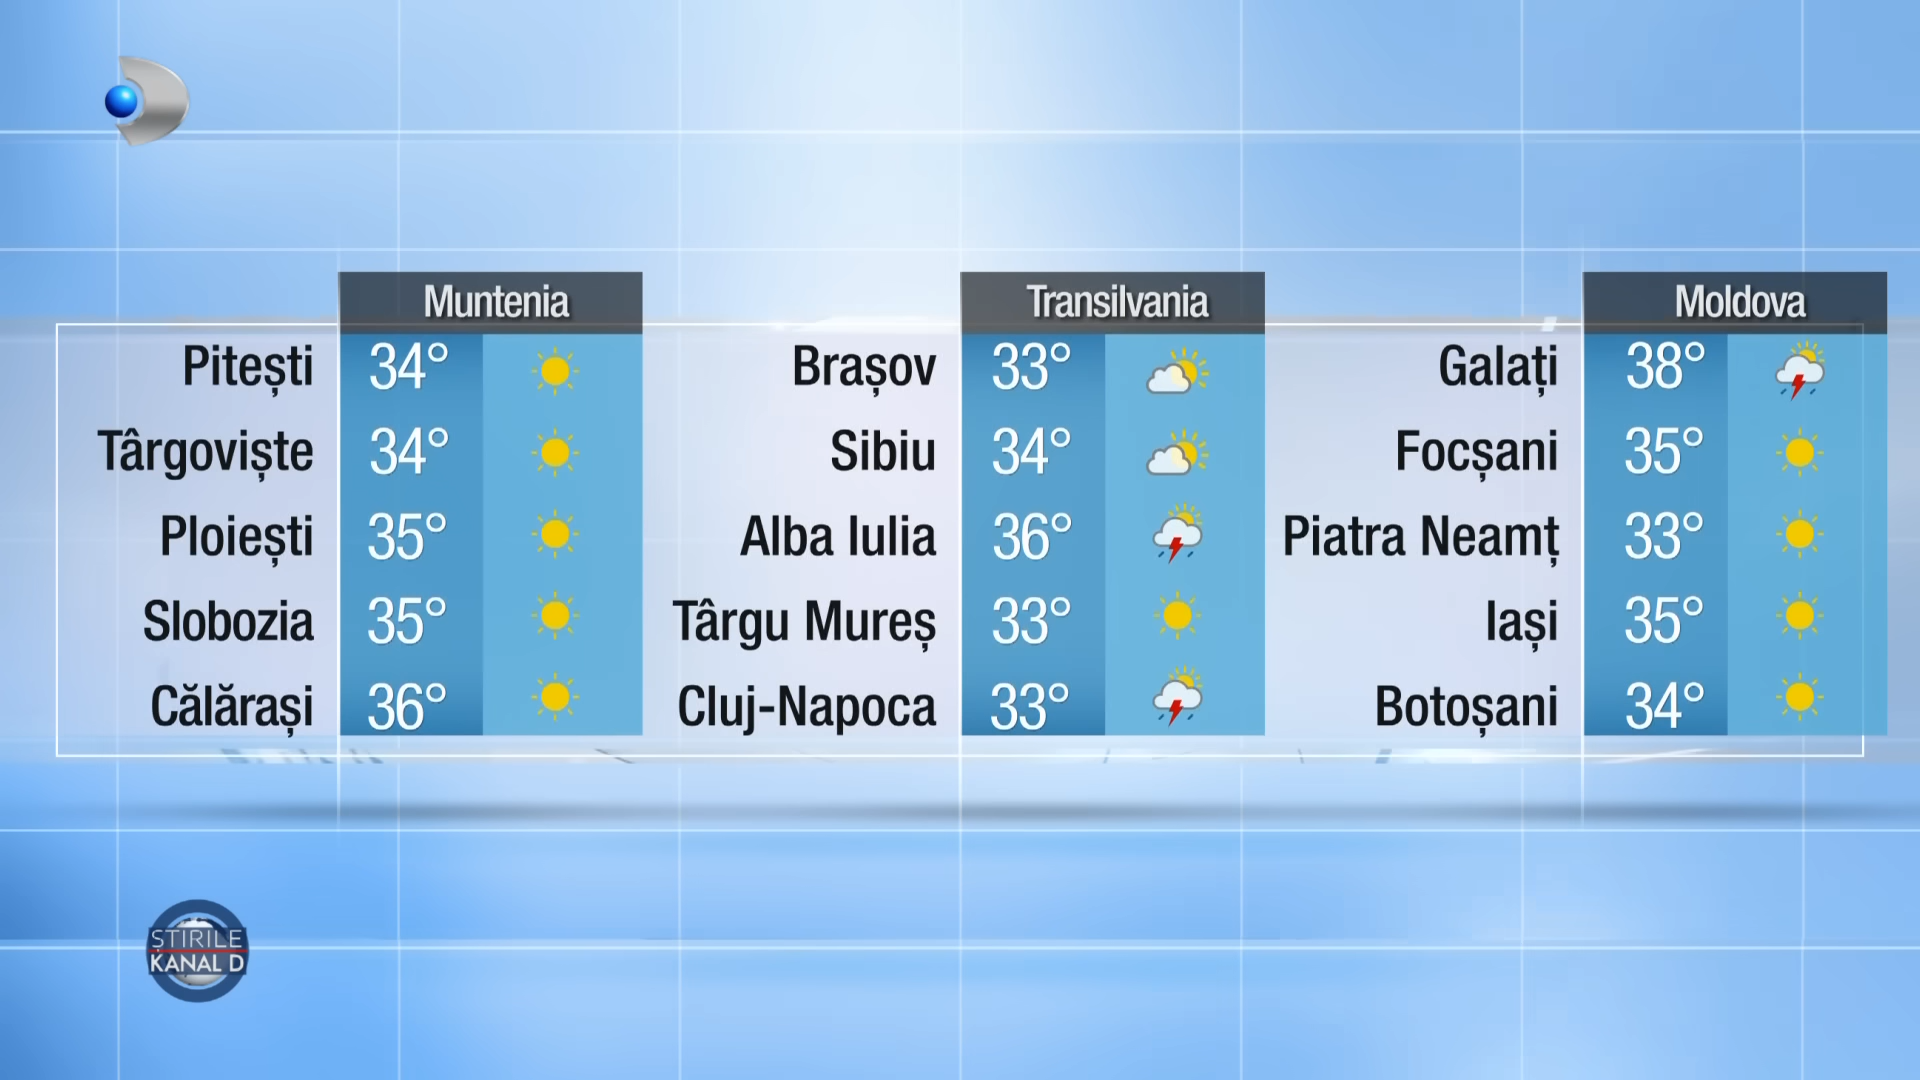 Muntenia
Pitești 34°
Târgoviște 34°
Ploiești 35°
Slobozia 35°
Călărași 36°
Transilvania
Brașov 33°
Sibiu 34°
Alba Iulia 36°
Târgu Mureș 33°
Cluj-Napoca 33°
Moldova
Galați 38°
Focșani 35°
Piatra Neamț 33°
Iași 35°
Botoșani 34°
ȘTIRILE
KANAL D